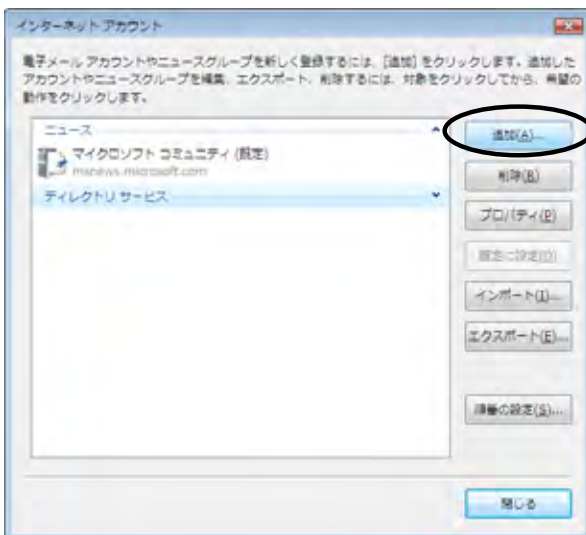 インターネット アカウント
電子メール アカウントやニュースグループを新しく登録するには、[追加] をクリックします。追加した
アカウントやニュースグループを編集、エクスポート、削除するには、対象をクリックしてから、希望の
動作をクリックします。
ニュース
マイクロソフト コミュニティ (既定)
msnews.microsoft.com
ディレクトリ サービス
追加(A)...
削除(R)
プロパティ(P)
既定に設定(D)
インポート(I)...
エクスポート(E)...
順番の設定(S)...
閉じる